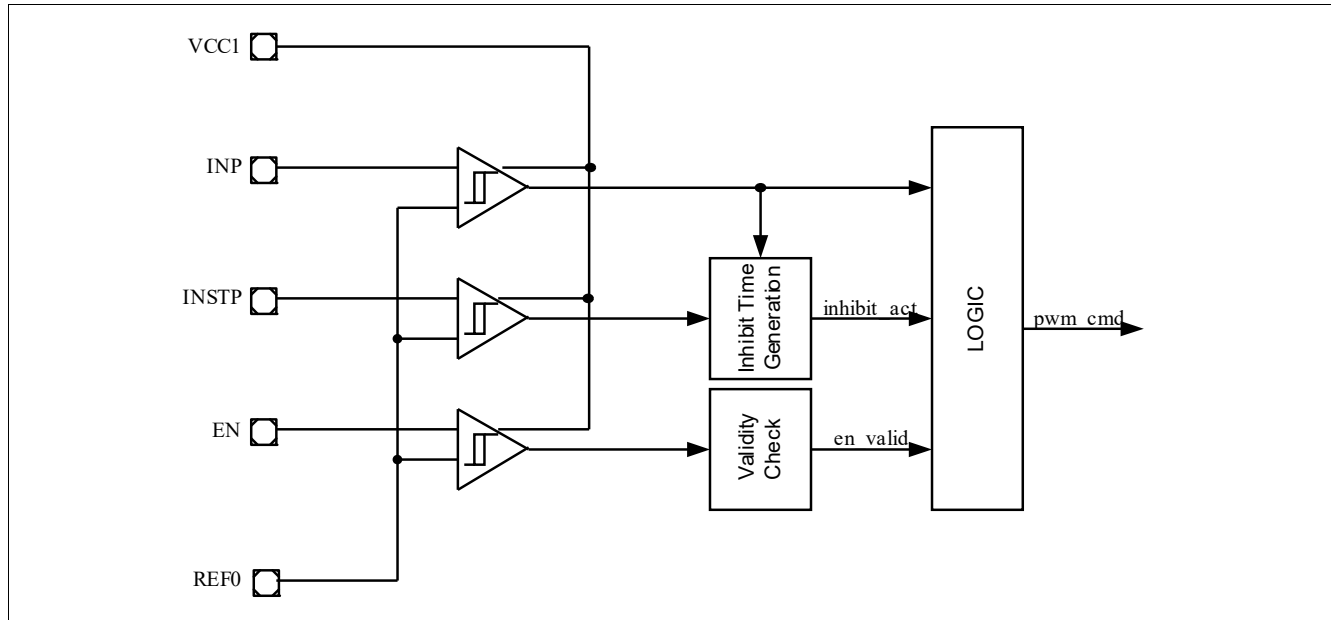 VCC1
INP
INSTP
Inhibit Time
Generation
inhibit_act
LOGIC
pwm_cmd
EN
Validity
Check
en_valid
REF0